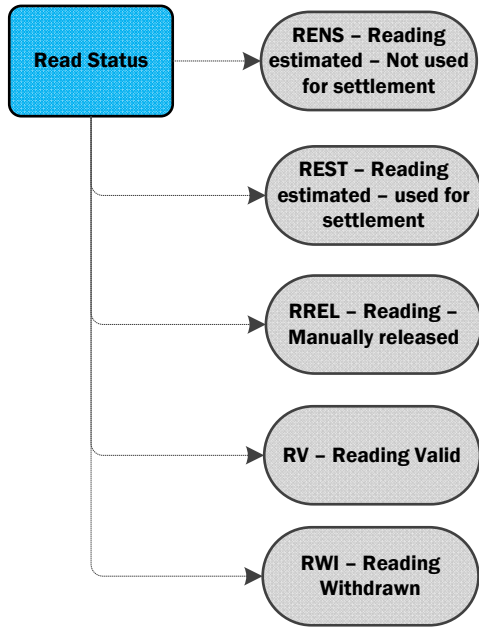 Read Status
RENS – Reading
estimated – Not used
for settlement
REST – Reading
estimated – used for
settlement
RREL – Reading –
Manually released
RV – Reading Valid
RWI – Reading
Withdrawn